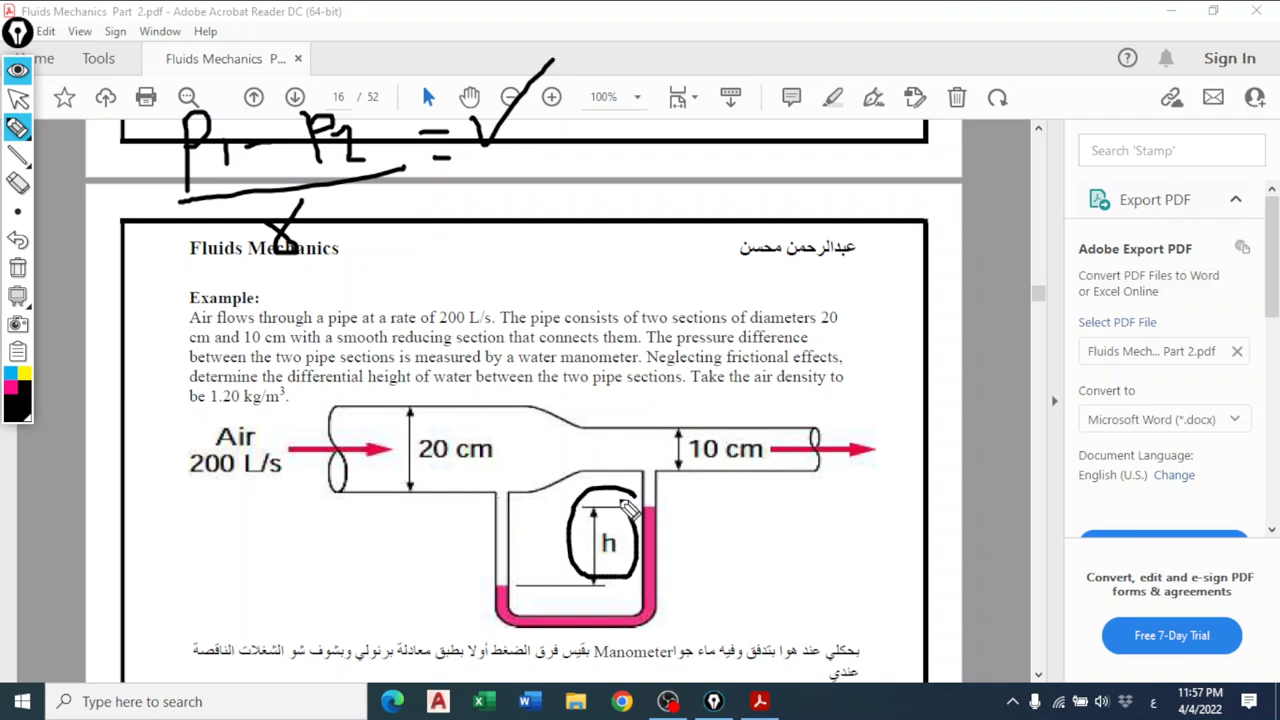 Fluids Mechanics Part 2.pdf - Adobe Acrobat Reader DC (64-bit)
Edit View Sign Window Help
Tools Fluids Mechanics P... × Sign In
16 / 52 100%
P1 - P2 = ✓
γ
Search 'Stamp'
Export PDF
Adobe Export PDF
Convert PDF Files to Word
or Excel Online
Select PDF File
Fluids Mech... Part 2.pdf ×
Convert to
Microsoft Word (*.docx)
Document Language:
English (U.S.) Change
Convert, edit and e-sign PDF
forms & agreements
Free 7-Day Trial
Fluids Mechanics عبدالرحمن محسن
Example:
Air flows through a pipe at a rate of 200 L/s. The pipe consists of two sections of diameters 20
cm and 10 cm with a smooth reducing section that connects them. The pressure difference
between the two pipe sections is measured by a water manometer. Neglecting frictional effects,
determine the differential height of water between the two pipe sections. Take the air density to
be 1.20 kg/m³.
Air
200 L/s
20 cm
10 cm
h
بحكلي عند هوا بتدفق وفيه ماء جوا Manometer بقيس فرق الضغط أولا بطبق معادلة برنولي وبشوف شو الشغلات الناقصة
عندي
Type here to search
11:57 PM
ع
4/4/2022